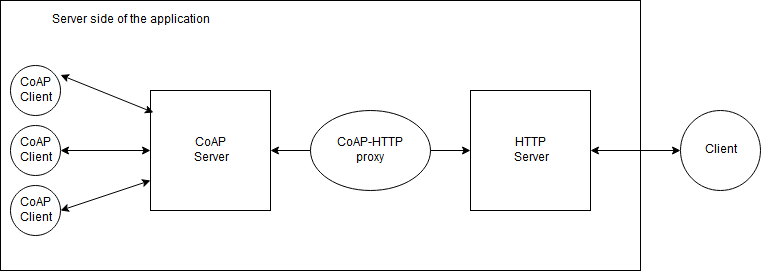 Server side of the application
CoAP
Client
CoAP
Client
CoAP
Client
CoAP
Server
CoAP-HTTP
proxy
HTTP
Server
Client